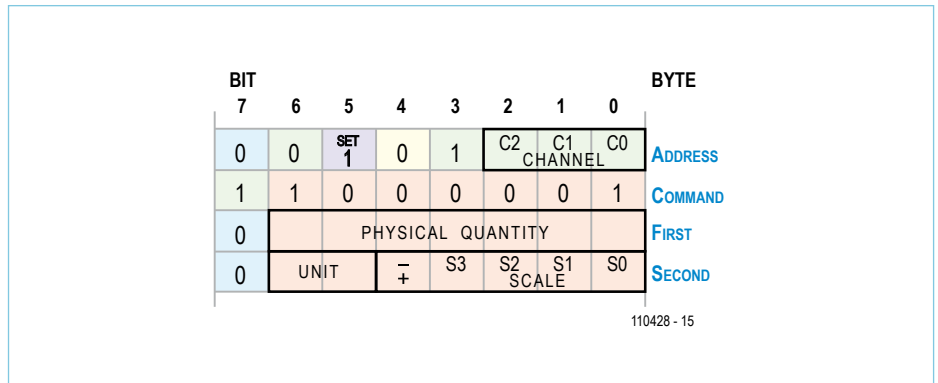 BIT BYTE
7 6 5 4 3 2 1 0
0 0 SET 1 0 1 C2 C1 C0 CHANNEL ADDRESS
1 1 0 0 0 0 0 1 COMMAND
0 PHYSICAL QUANTITY FIRST
0 UNIT – + S3 S2 S1 S0 SCALE SECOND
110428 - 15